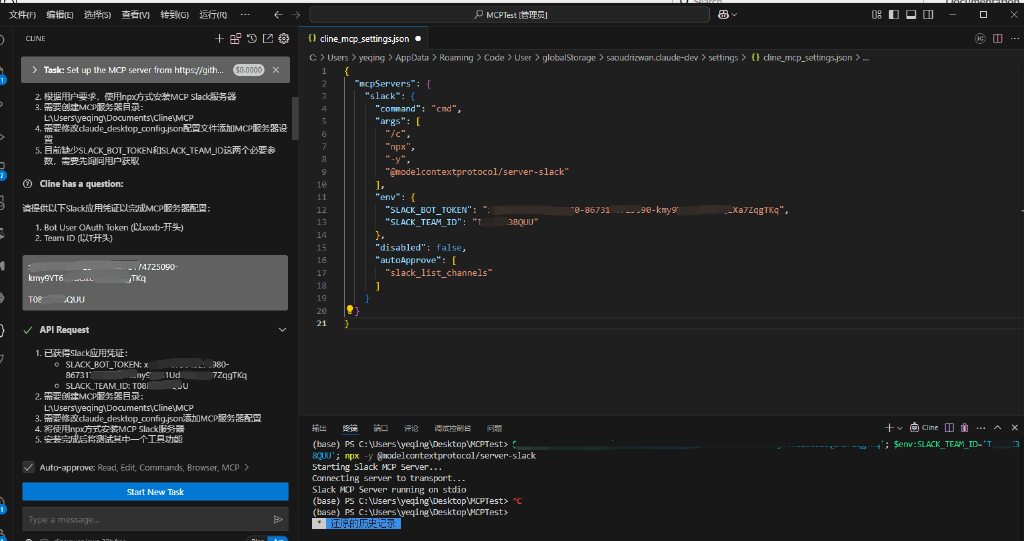 文件(F) 编辑(E) 选择(S) 查看(V) 转到(G) 运行(R) ··· MCPTest [管理员]
CLINE
Task: Set up the MCP server from https://gith... $0.0000
2. 根据用户要求，使用npx方式安装MCP Slack服务器
3. 需要创建MCP服务器目录:
L:\Users\yeqing\Documents\Cline\MCP
4. 需要修改claude_desktop_config.json配置文件添加MCP服务器设置
5. 目前缺少SLACK_BOT_TOKEN和SLACK_TEAM_ID这两个必要参数，需要先询问用户获取
Cline has a question:
请提供以下Slack应用凭证以完成MCP服务器配置:
1. Bot User OAuth Token (以xoxb-开头)
2. Team ID (以T开头)
74725090-
kmy9YT6 gTKq
T08 QUU
API Request
1. 已获得Slack应用凭证:
SLACK_BOT_TOKEN: x 980-
8673 my9 1Ud 7ZqgTKq
SLACK_TEAM_ID: T08 U
2. 需要创建MCP服务器目录:
L:\Users\yeqing\Documents\Cline\MCP
3. 需要修改claude_desktop_config.json添加MCP服务器配置
4. 将使用npx方式安装MCP Slack服务器
5. 安装完成后将测试其中一个工具功能
Auto-approve: Read, Edit, Commands, Browser, MCP
Start New Task
Type a message...
{} cline_mcp_settings.json ●
C: > Users > yeqing > AppData > Roaming > Code > User > globalStorage > saoudrizwan.claude-dev > settings > {} cline_mcp_settings.json > ...
1 {
2 "mcpServers": {
3 "slack": {
4 "command": "cmd",
5 "args": [
6 "/c",
7 "npx",
8 "-y",
9 "@modelcontextprotocol/server-slack"
10 ],
11 "env": {
12 "SLACK_BOT_TOKEN": " 0-86731 090-kmy9 Xa7ZqgTKq",
13 "SLACK_TEAM_ID": "T 38QUU"
14 },
15 "disabled": false,
16 "autoApprove": [
17 "slack_list_channels"
18 ]
19 }
20 }
21 }
输出 终端 端口 评论 调试控制台 问题 Cline
(base) PS C:\Users\yeqing\Desktop\MCPTest> '; $env:SLACK_TEAM_ID='T 3
8QUU'; npx -y @modelcontextprotocol/server-slack
Starting Slack MCP Server...
Connecting server to transport...
Slack MCP Server running on stdio
(base) PS C:\Users\yeqing\Desktop\MCPTest> ^C
(base) PS C:\Users\yeqing\Desktop\MCPTest>
* 还原的历史记录